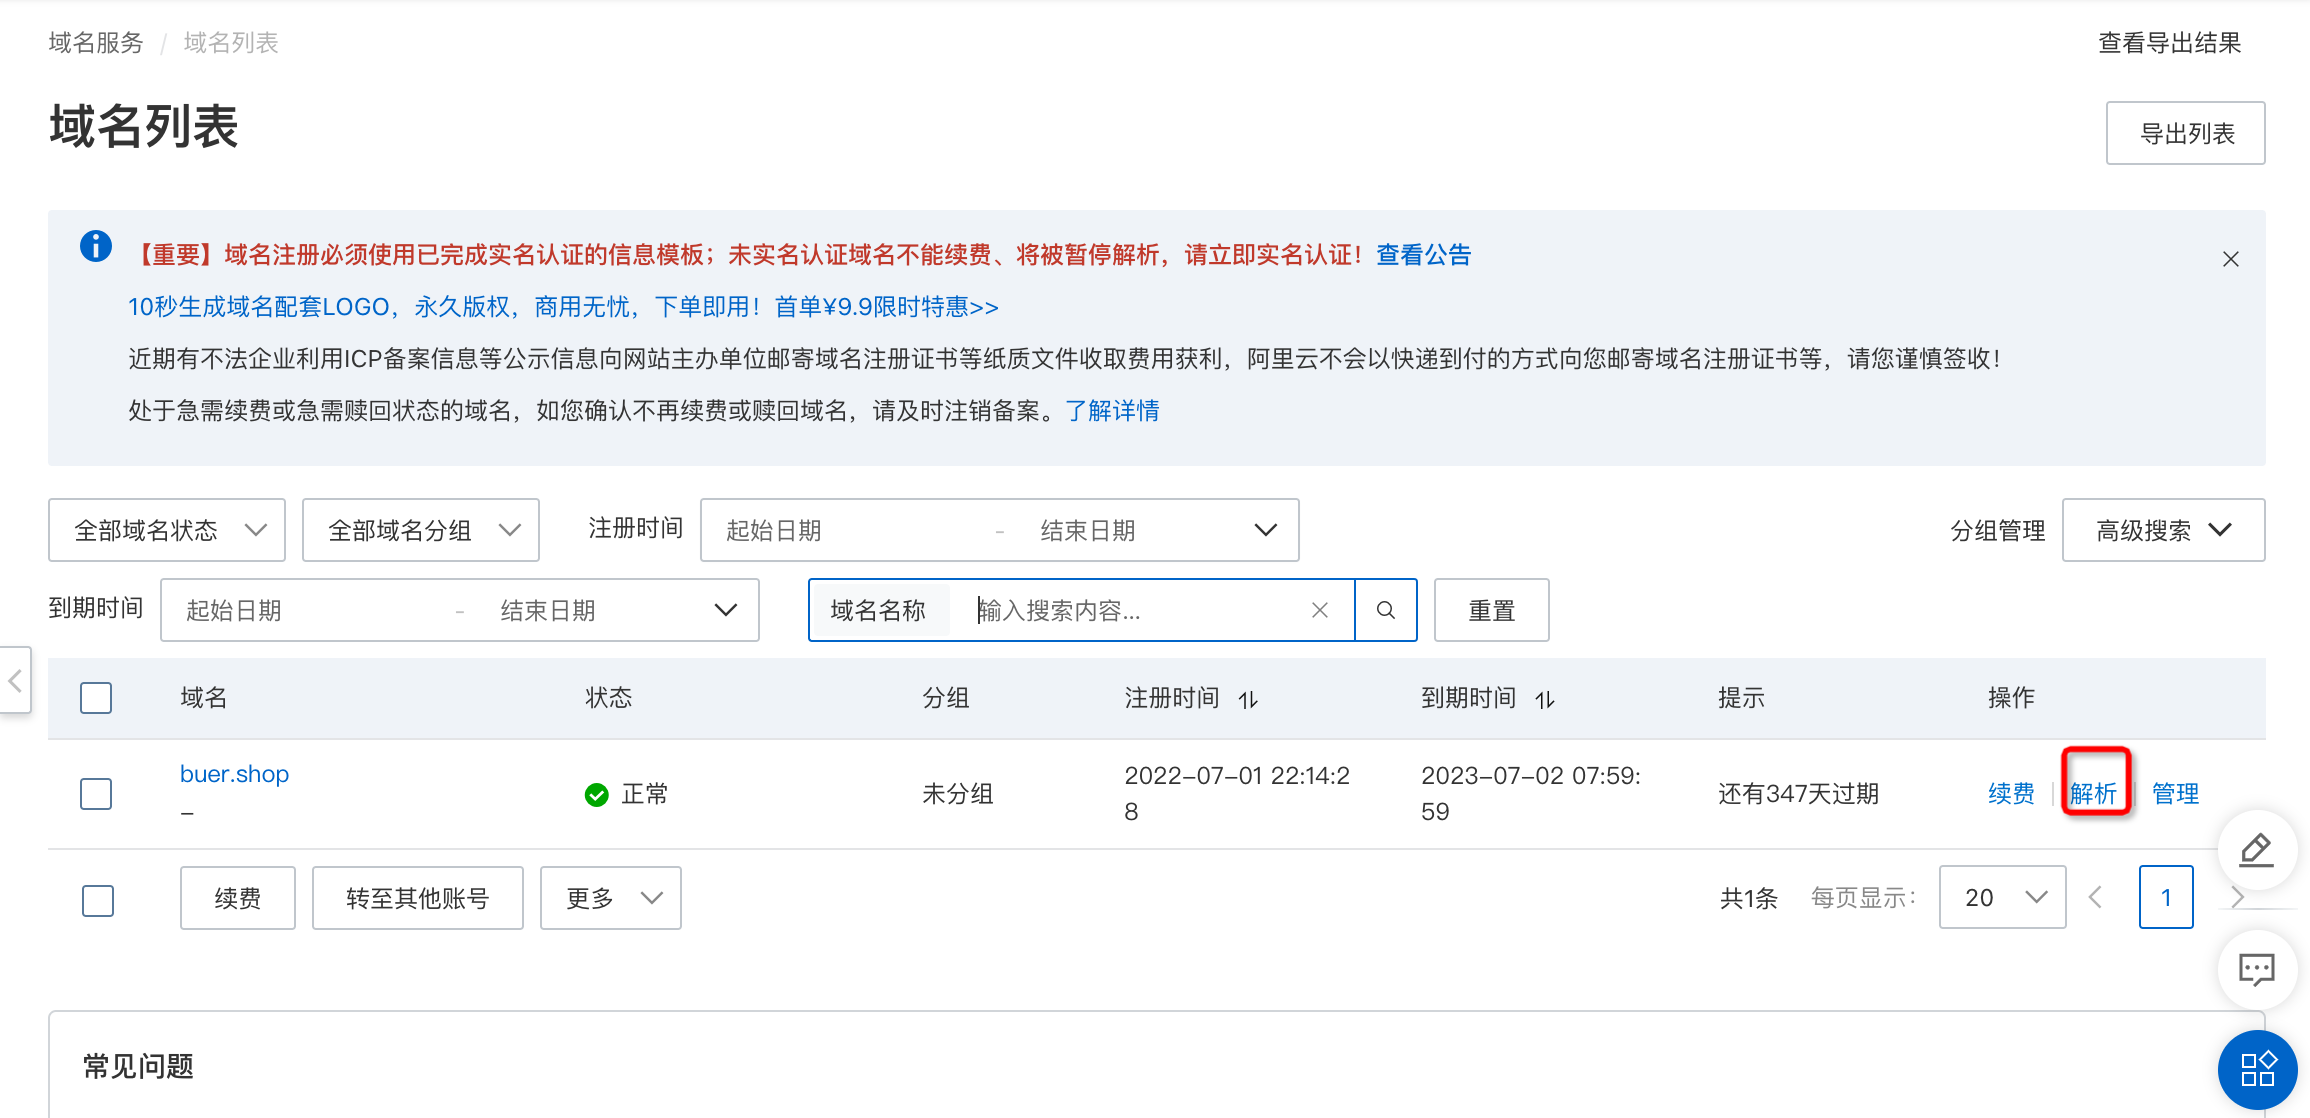 域名服务 / 域名列表
查看导出结果
域名列表
导出列表
【重要】域名注册必须使用已完成实名认证的信息模板；未实名认证域名不能续费、将被暂停解析，请立即实名认证！查看公告
10秒生成域名配套LOGO，永久版权，商用无忧，下单即用！首单¥9.9限时特惠>>
近期有不法企业利用ICP备案信息等公示信息向网站主办单位邮寄域名注册证书等纸质文件收取费用获利，阿里云不会以快递到付的方式向您邮寄域名注册证书等，请您谨慎签收！
处于急需续费或急需赎回状态的域名，如您确认不再续费或赎回域名，请及时注销备案。了解详情
全部域名状态 全部域名分组 注册时间 起始日期 - 结束日期 分组管理 高级搜索
到期时间 起始日期 - 结束日期 域名名称 输入搜索内容... 重置
域名 状态 分组 注册时间 到期时间 提示 操作
buer.shop
–
正常
未分组
2022-07-01 22:14:2
8
2023-07-02 07:59:
59
还有347天过期
续费 | 解析 | 管理
续费 转至其他账号 更多 共1条 每页显示： 20 1
常见问题